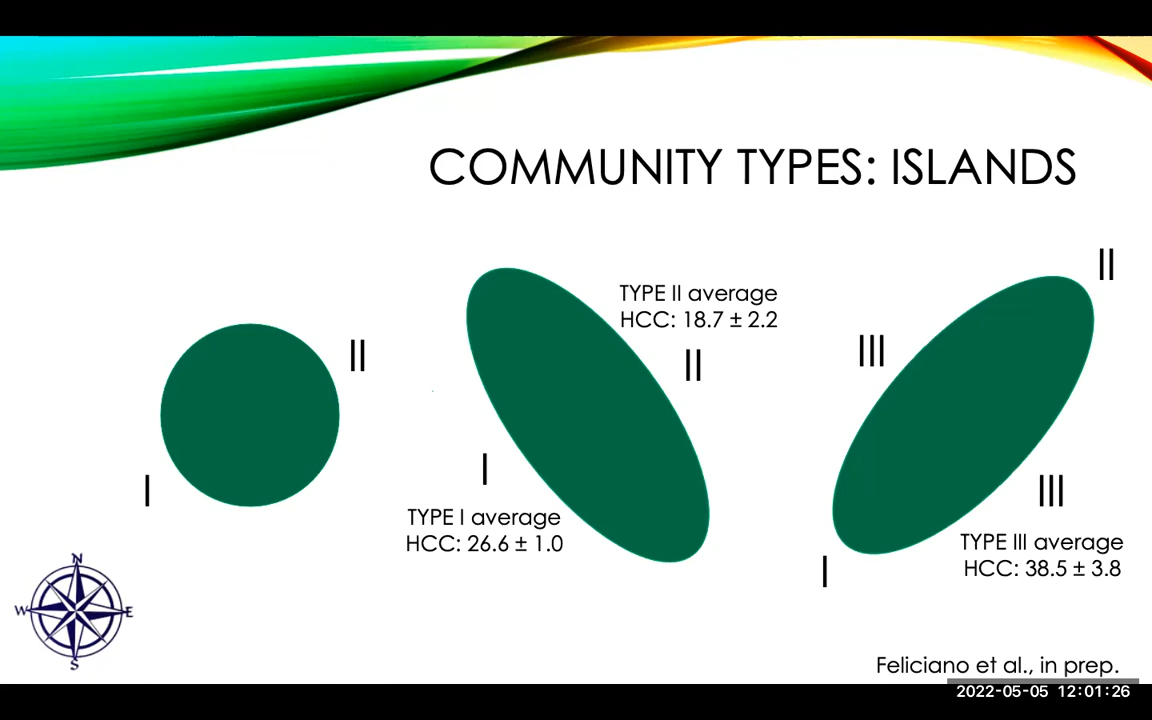 COMMUNITY TYPES: ISLANDS
II
I
TYPE II average
HCC: 18.7 ± 2.2
II
I
TYPE I average
HCC: 26.6 ± 1.0
II
III
III
TYPE III average
HCC: 38.5 ± 3.8
I
N
W
E
S
Feliciano et al., in prep.
2022-05-05 12:01:26